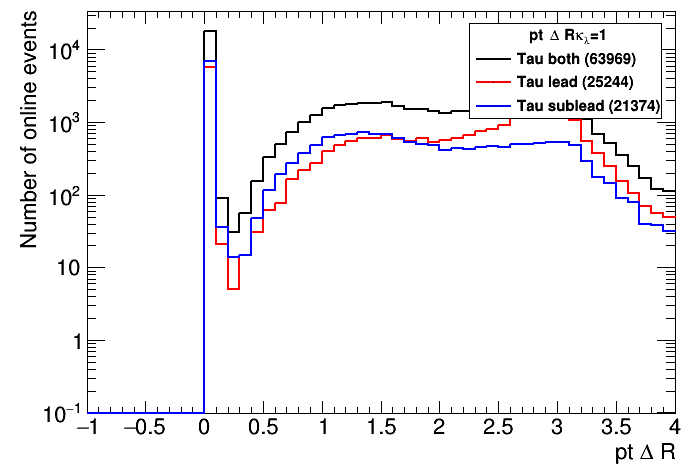 Number of online events
pt Δ Rκλ=1
Tau both (63969)
Tau lead (25244)
Tau sublead (21374)
10⁴
10³
10²
10
1
10⁻¹
−1 −0.5 0 0.5 1 1.5 2 2.5 3 3.5 4
pt Δ R